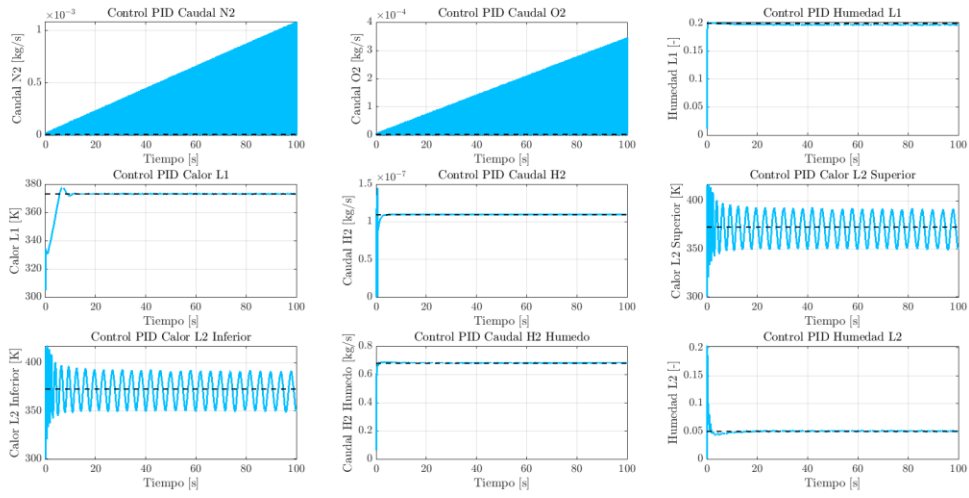 Control PID Caudal N2
×10⁻³
1
0.5
0
Caudal N2 [kg/s]
0 20 40 60 80 100
Tiempo [s]
Control PID Caudal O2
×10⁻⁴
4
3
2
1
0
Caudal O2 [kg/s]
0 20 40 60 80 100
Tiempo [s]
Control PID Humedad L1
0.2
0.15
0.1
0.05
0
Humedad L1 [-]
0 20 40 60 80 100
Tiempo [s]
Control PID Calor L1
380
360
340
320
300
Calor L1 [K]
0 20 40 60 80 100
Tiempo [s]
Control PID Caudal H2
×10⁻⁷
1.5
1
0.5
0
Caudal H2 [kg/s]
0 20 40 60 80 100
Tiempo [s]
Control PID Calor L2 Superior
400
350
300
Calor L2 Superior [K]
0 20 40 60 80 100
Tiempo [s]
Control PID Calor L2 Inferior
400
350
300
Calor L2 Inferior [K]
0 20 40 60 80 100
Tiempo [s]
Control PID Caudal H2 Humedo
0.8
0.6
0.4
0.2
0
Caudal H2 Humedo [kg/s]
0 20 40 60 80 100
Tiempo [s]
Control PID Humedad L2
0.2
0.15
0.1
0.05
0
Humedad L2 [-]
0 20 40 60 80 100
Tiempo [s]